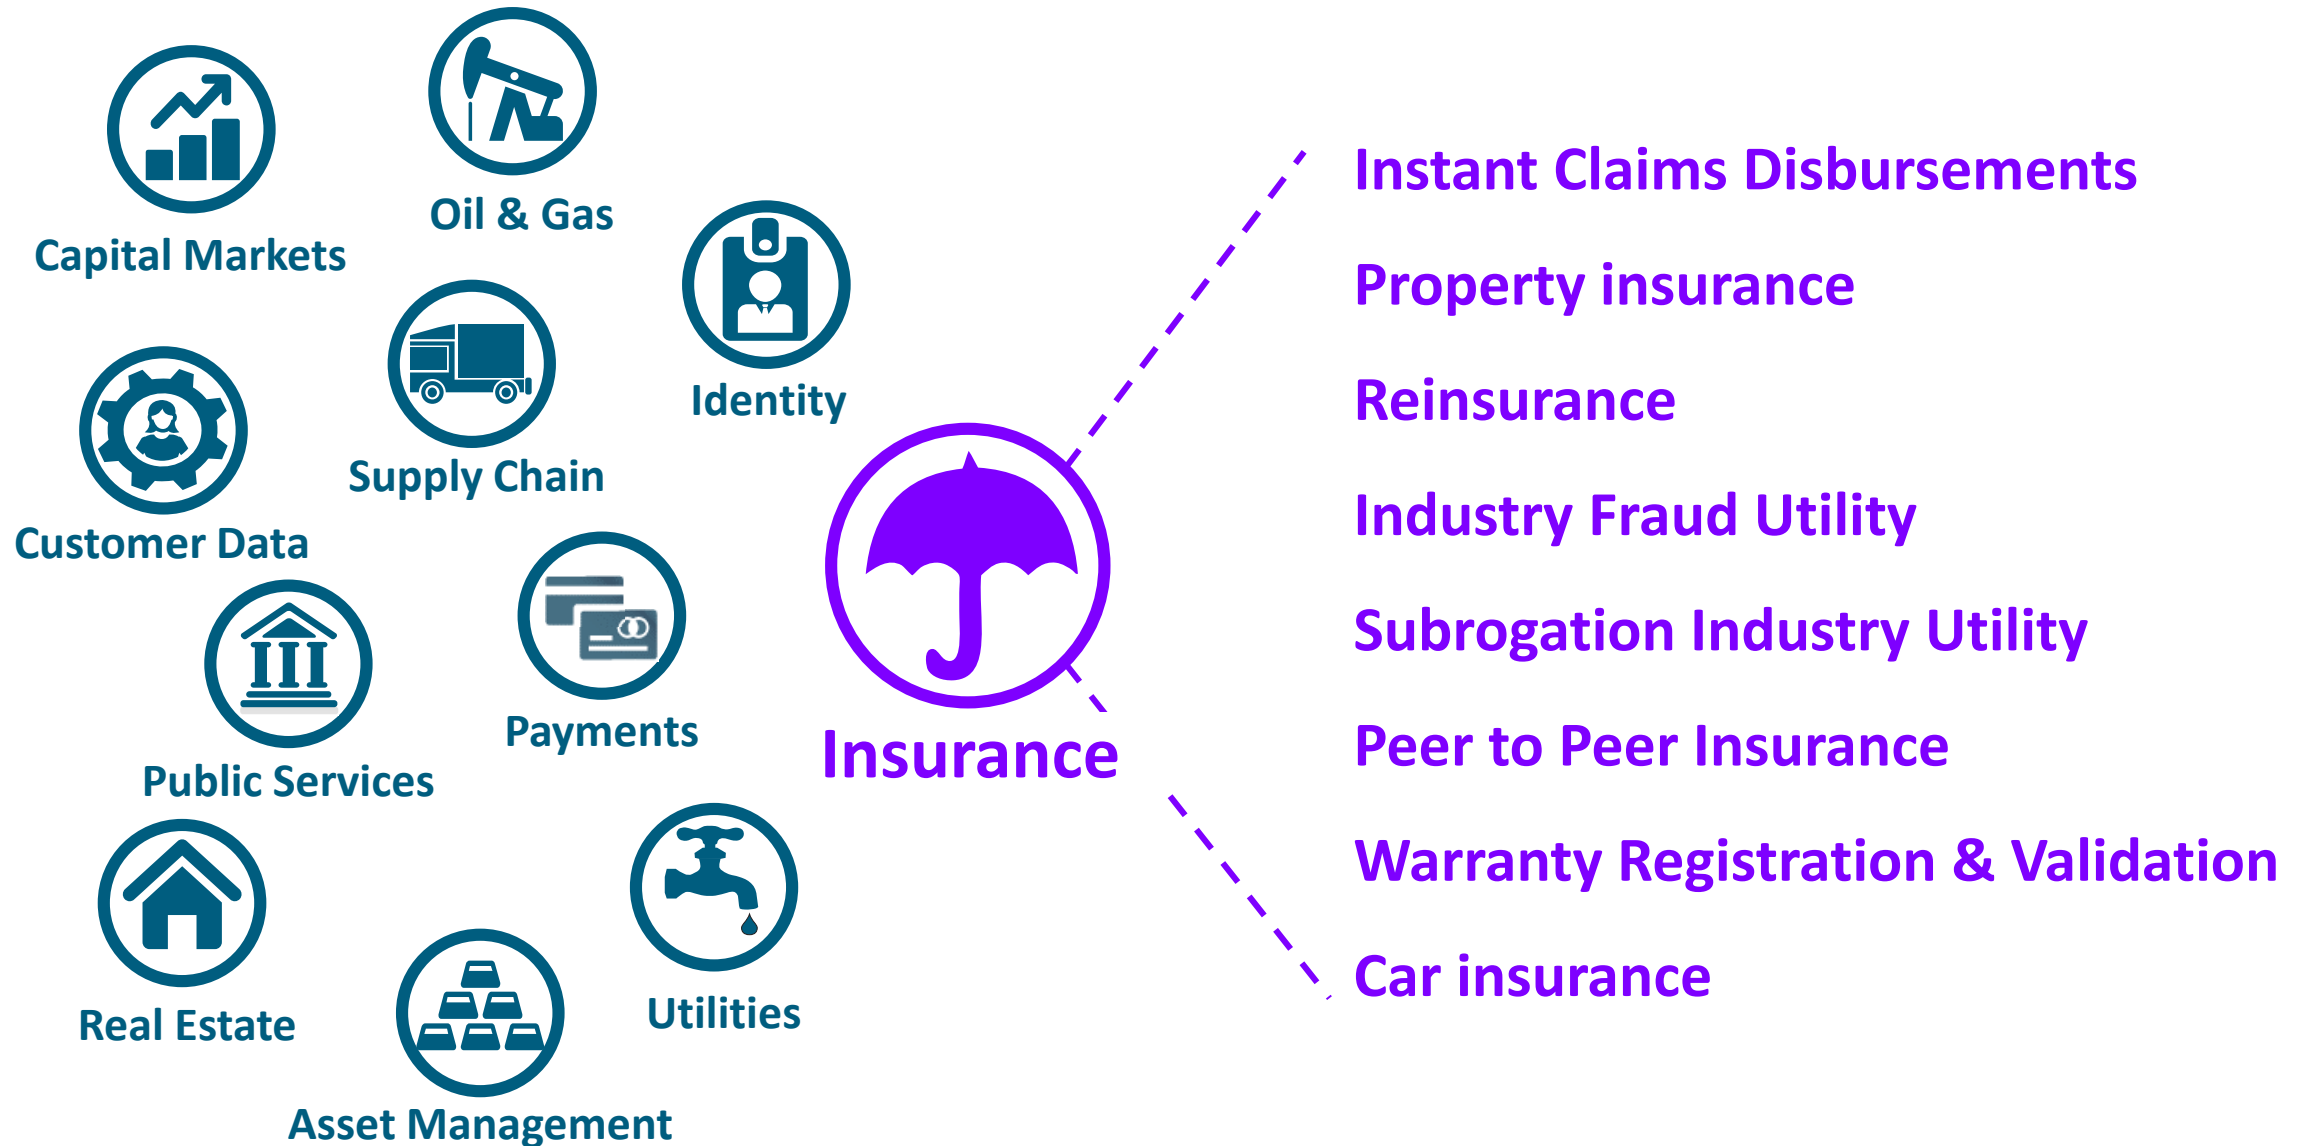 Capital Markets
Oil & Gas
Identity
Supply Chain
Customer Data
Payments
Public Services
Utilities
Real Estate
Asset Management
Insurance
Instant Claims Disbursements
Property insurance
Reinsurance
Industry Fraud Utility
Subrogation Industry Utility
Peer to Peer Insurance
Warranty Registration & Validation
Car insurance